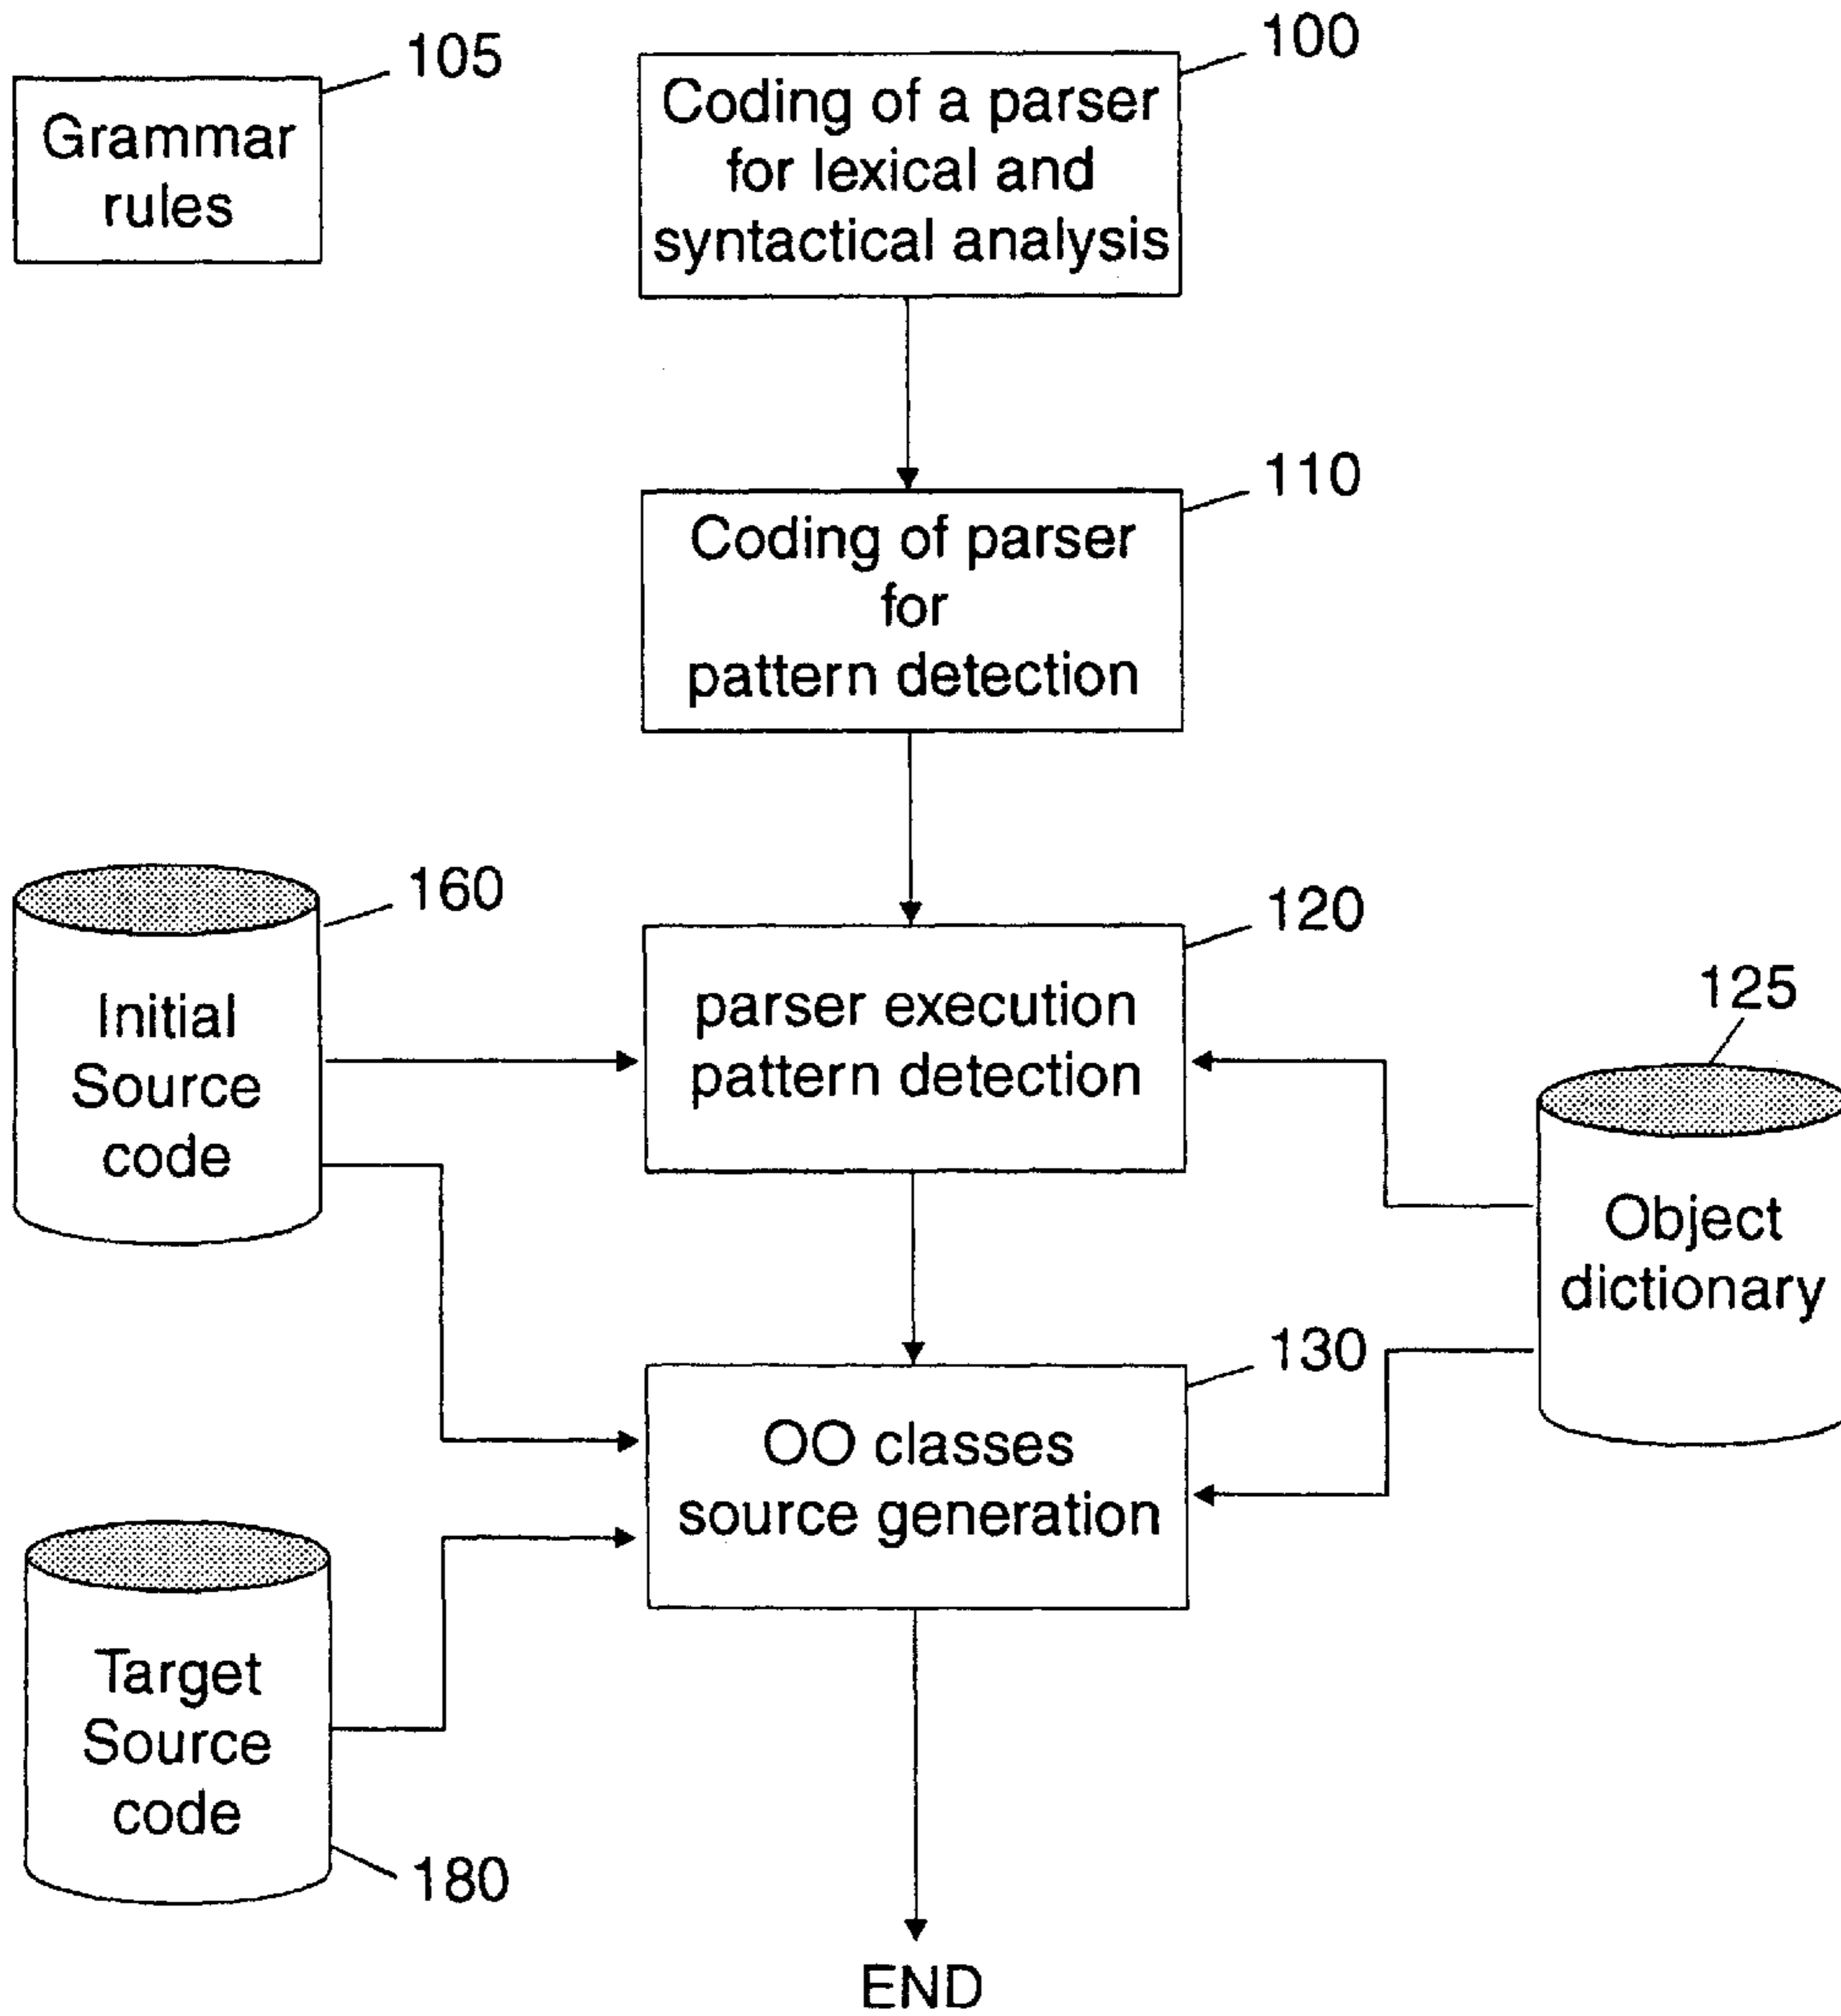 105
Grammar
rules
100
Coding of a parser
for lexical and
syntactical analysis
110
Coding of parser
for
pattern detection
160
Initial
Source
code
120
parser execution
pattern detection
125
Object
dictionary
130
OO classes
source generation
Target
Source
code
180
END